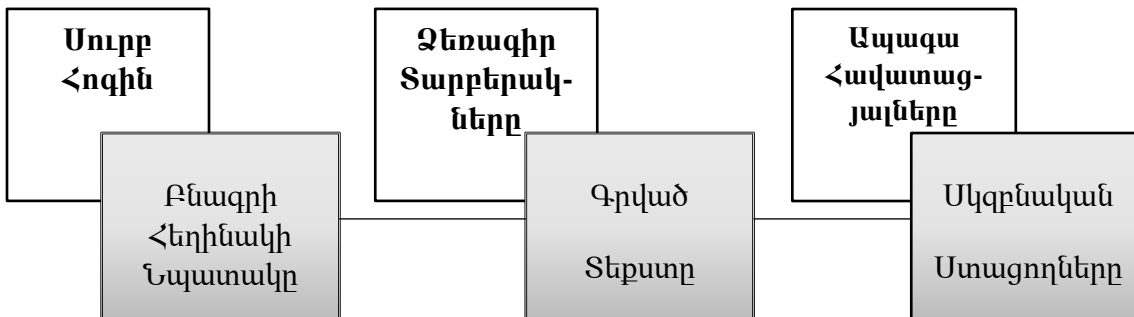 Սուրբ
Հոգին
Բնագրի
Հեղինակի
Նպատակը
Ձեռագիր
Տարբերակ-
ները
Գրված
Տեքստը
Ապագա
Հավատաց-
յալները
Սկզբնական
Ստացողները